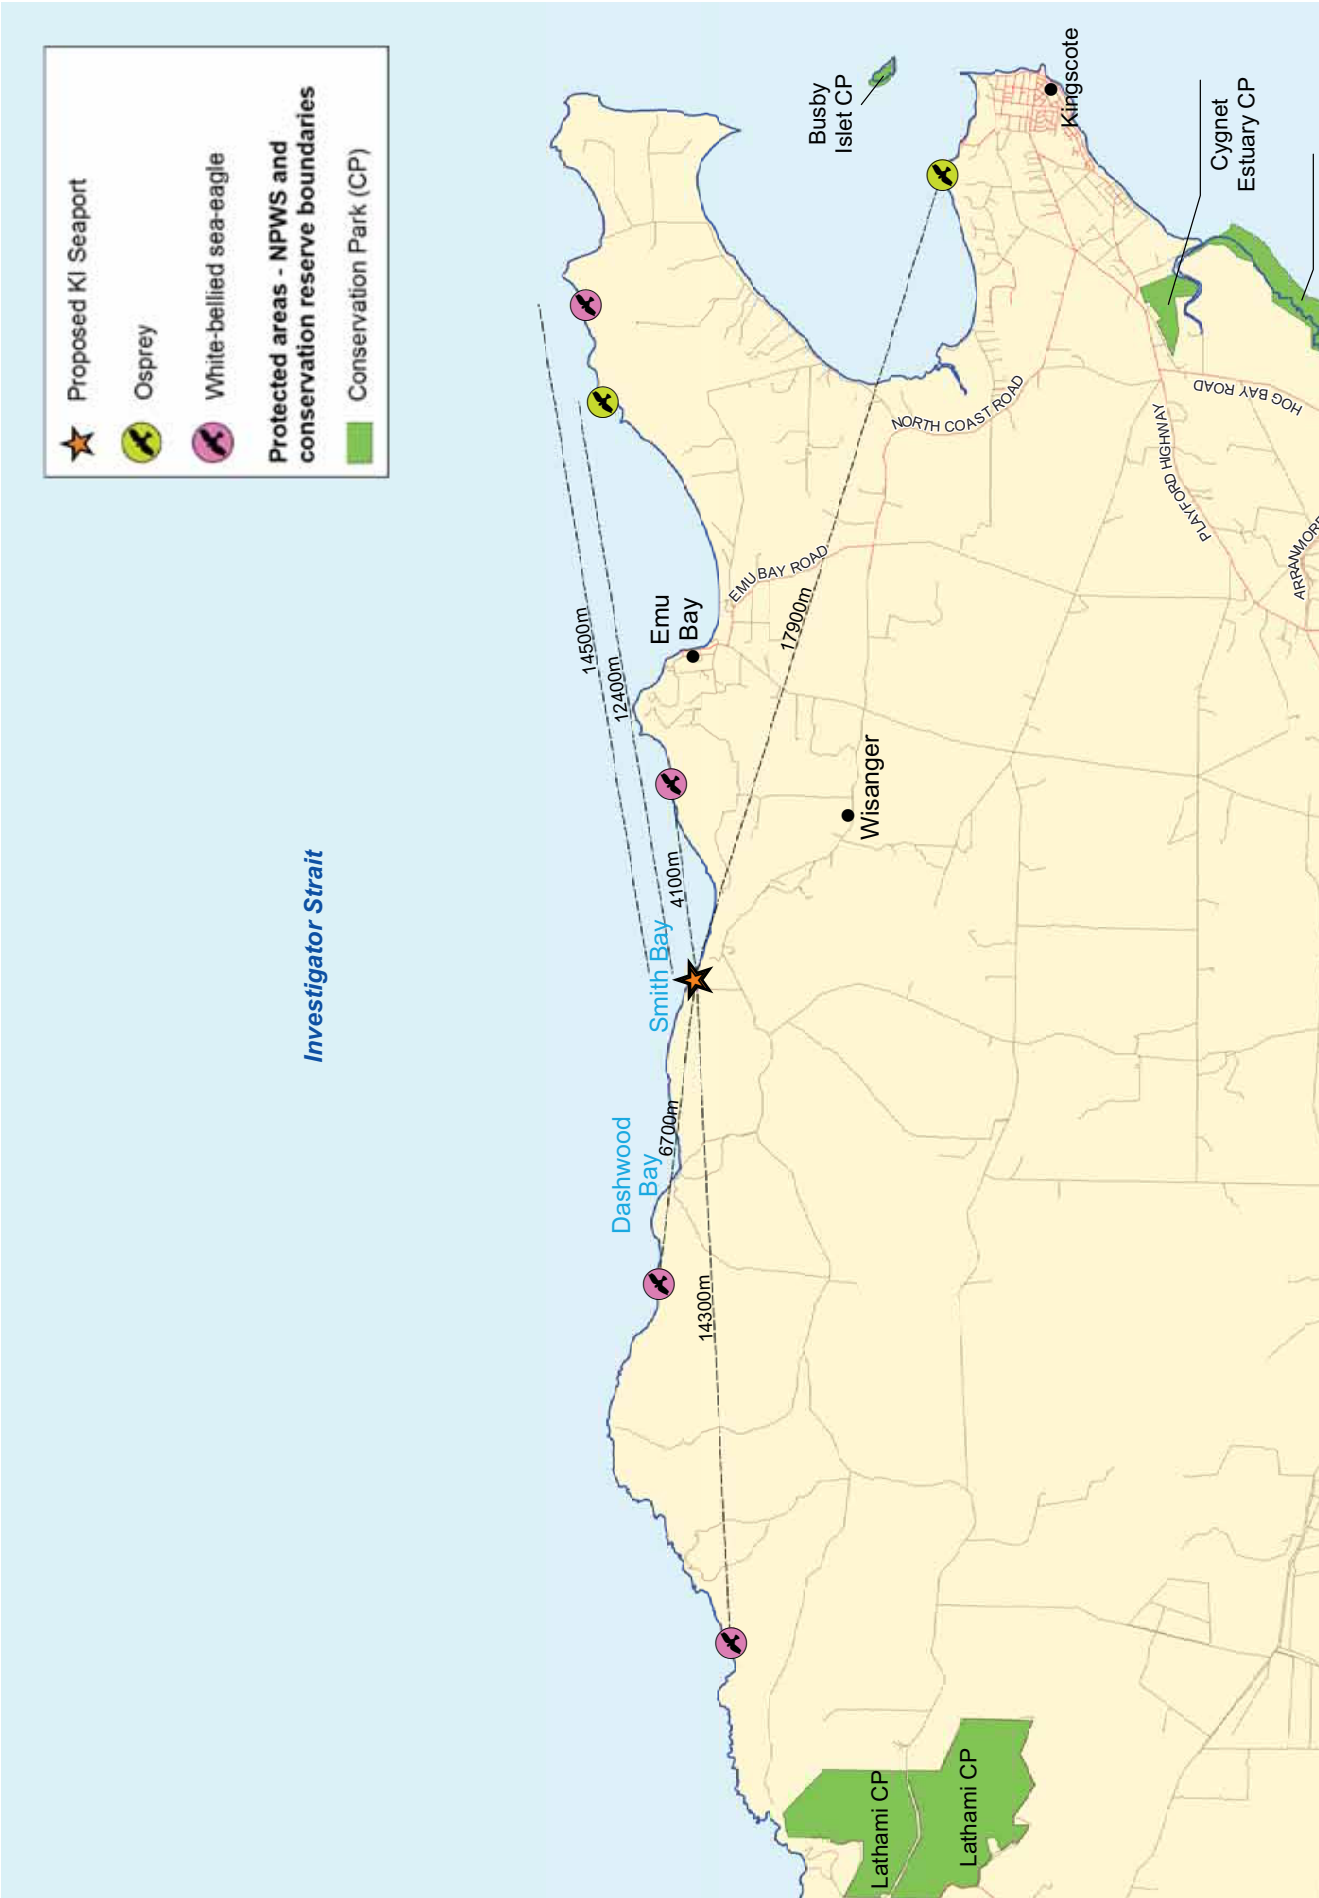 Proposed KI Seaport
Osprey
White-bellied sea-eagle
Protected areas - NPWS and
conservation reserve boundaries
Conservation Park (CP)
Investigator Strait
Busby
Islet CP
Kingscote
Cygnet
Estuary CP
NORTH COAST ROAD
HOG BAY ROAD
PLAYFORD HIGHWAY
ARRANMORE
EMU BAY ROAD
Emu
Bay
14500m
12400m
17900m
4100m
Wisanger
Smith Bay
Dashwood
Bay
6700m
14300m
Lathami CP
Lathami CP